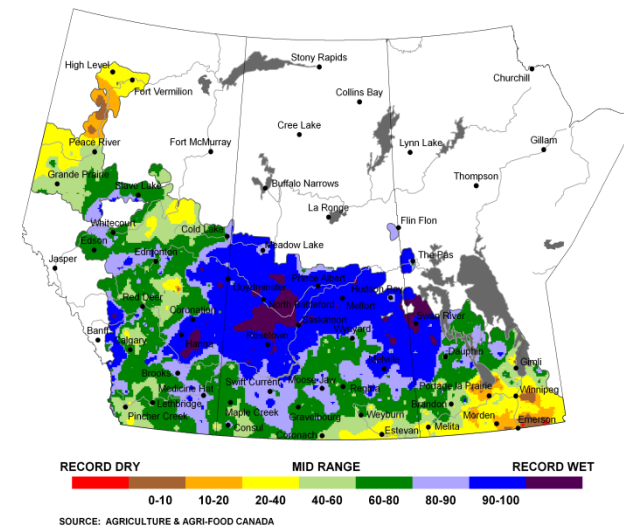 Stony Rapids
High Level
Churchill
Fort Vermilion
Collins Bay
Cree Lake
Peace River
Fort McMurray
Lynn Lake
Gillam
Grande Prairie
Slave Lake
Buffalo Narrows
Thompson
La Ronge
Flin Flon
Whitecourt
Cold Lake
Edson
Meadow Lake
The Pas
Jasper
Edmonton
Prince Albert
Lloydminster
Hudson Bay
Red Deer
North Battleford
Melfort
Coronation
Saskatoon
Swan River
Banff
Hanna
Kindersley
Wynyard
Calgary
Dauphin
Melville
Gimli
Brooks
Swift Current
Moose Jaw
Regina
Portage la Prairie
Winnipeg
Medicine Hat
Lethbridge
Maple Creek
Gravelbourg
Weyburn
Brandon
Pincher Creek
Morden
Emerson
Consul
Coronach
Estevan
Melita
RECORD DRY MID RANGE RECORD WET
0-10 10-20 20-40 40-60 60-80 80-90 90-100
SOURCE: AGRICULTURE & AGRI-FOOD CANADA